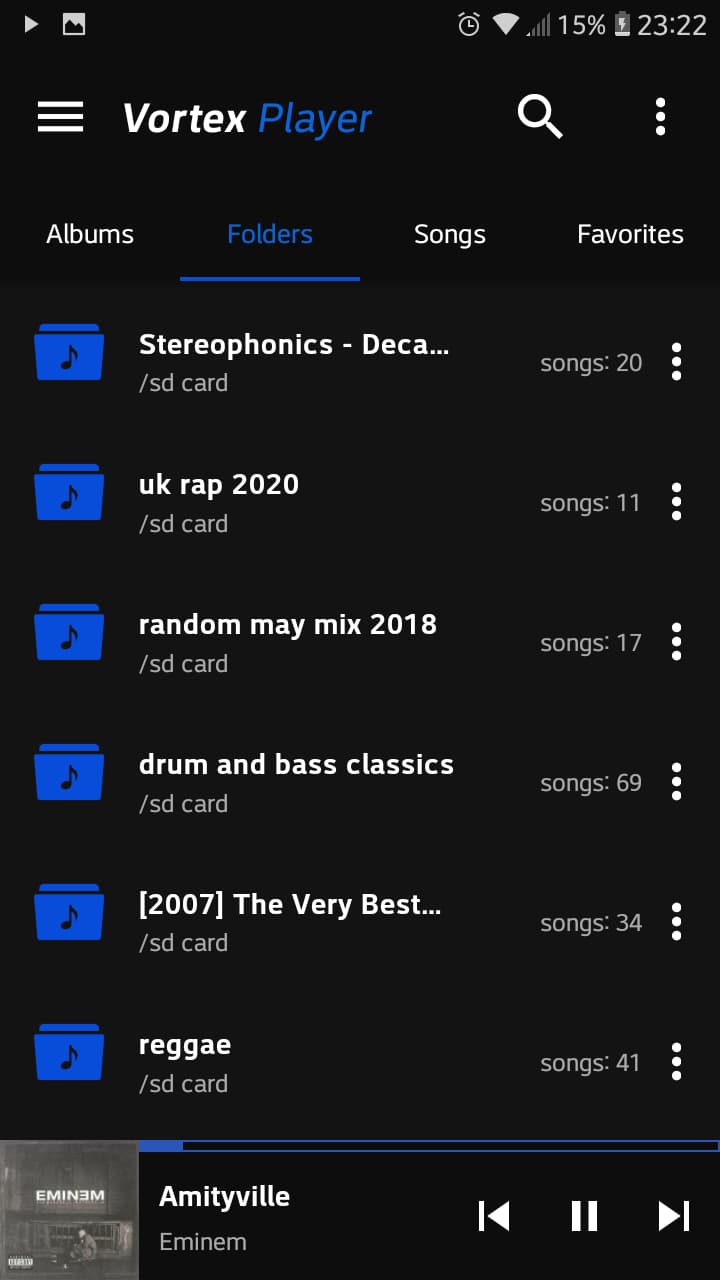 15% 23:22
Vortex Player
Albums Folders Songs Favorites
Stereophonics - Deca...
/sd card
songs: 20
uk rap 2020
/sd card
songs: 11
random may mix 2018
/sd card
songs: 17
drum and bass classics
/sd card
songs: 69
[2007] The Very Best...
/sd card
songs: 34
reggae
/sd card
songs: 41
EMINƎM
Amityville
Eminem